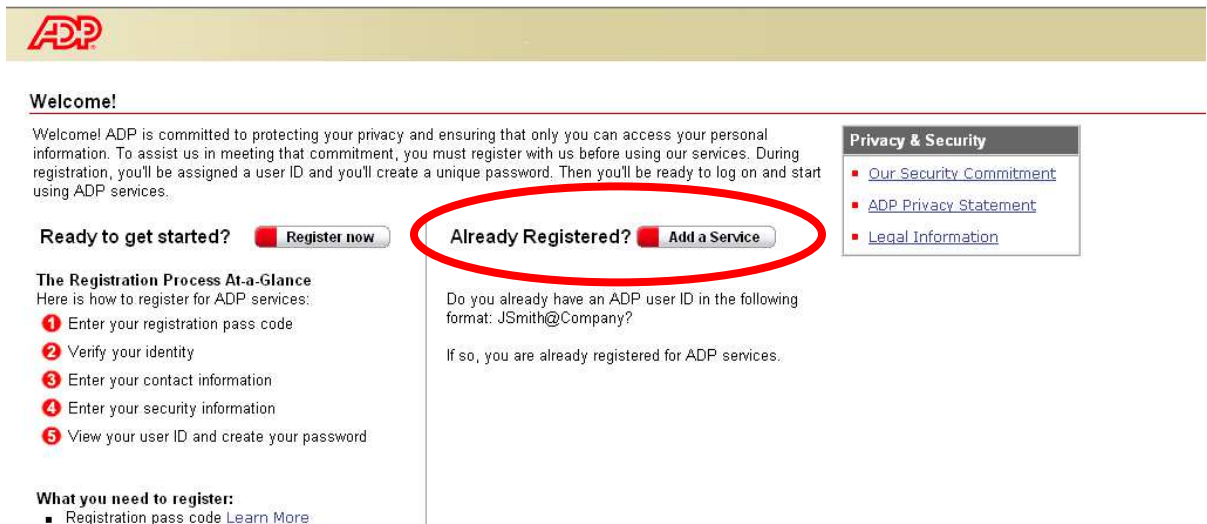 ADP
Welcome!
Welcome! ADP is committed to protecting your privacy and ensuring that only you can access your personal
information. To assist us in meeting that commitment, you must register with us before using our services. During
registration, you'll be assigned a user ID and you'll create a unique password. Then you'll be ready to log on and start
using ADP services.
Ready to get started? Register now
The Registration Process At-a-Glance
Here is how to register for ADP services:
1 Enter your registration pass code
2 Verify your identity
3 Enter your contact information
4 Enter your security information
5 View your user ID and create your password
What you need to register:
Registration pass code Learn More
Already Registered? Add a Service
Do you already have an ADP user ID in the following
format: JSmith@Company?
If so, you are already registered for ADP services.
Privacy & Security
Our Security Commitment
ADP Privacy Statement
Legal Information